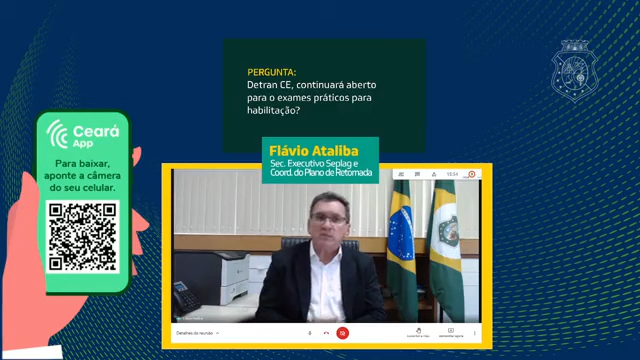 PERGUNTA:
Detran CE, continuará aberto
para o exames práticos para
habilitação?
Ceará
App
Para baixar,
aponte a câmera
do seu celular.
Flávio Ataliba
Sec. Executivo Seplag e
Coord. do Plano de Retomada
Detalhes da reunião